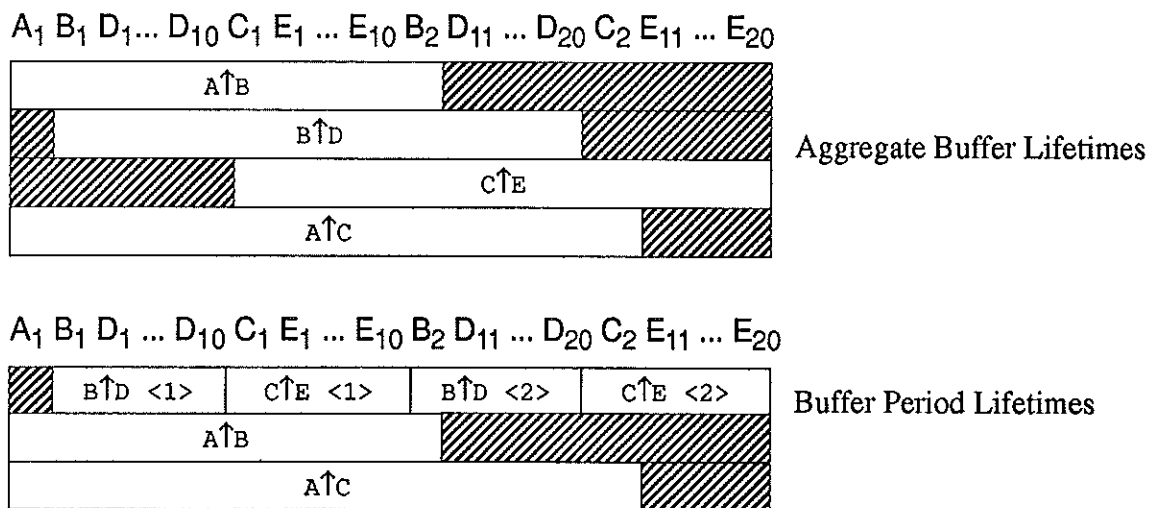 A₁ B₁ D₁... D₁₀ C₁ E₁ ... E₁₀ B₂ D₁₁ ... D₂₀ C₂ E₁₁ ... E₂₀
A↑B
B↑D
Aggregate Buffer Lifetimes
C↑E
A↑C
A₁ B₁ D₁ ... D₁₀ C₁ E₁ ... E₁₀ B₂ D₁₁ ... D₂₀ C₂ E₁₁ ... E₂₀
B↑D <1> C↑E <1> B↑D <2> C↑E <2>
Buffer Period Lifetimes
A↑B
A↑C